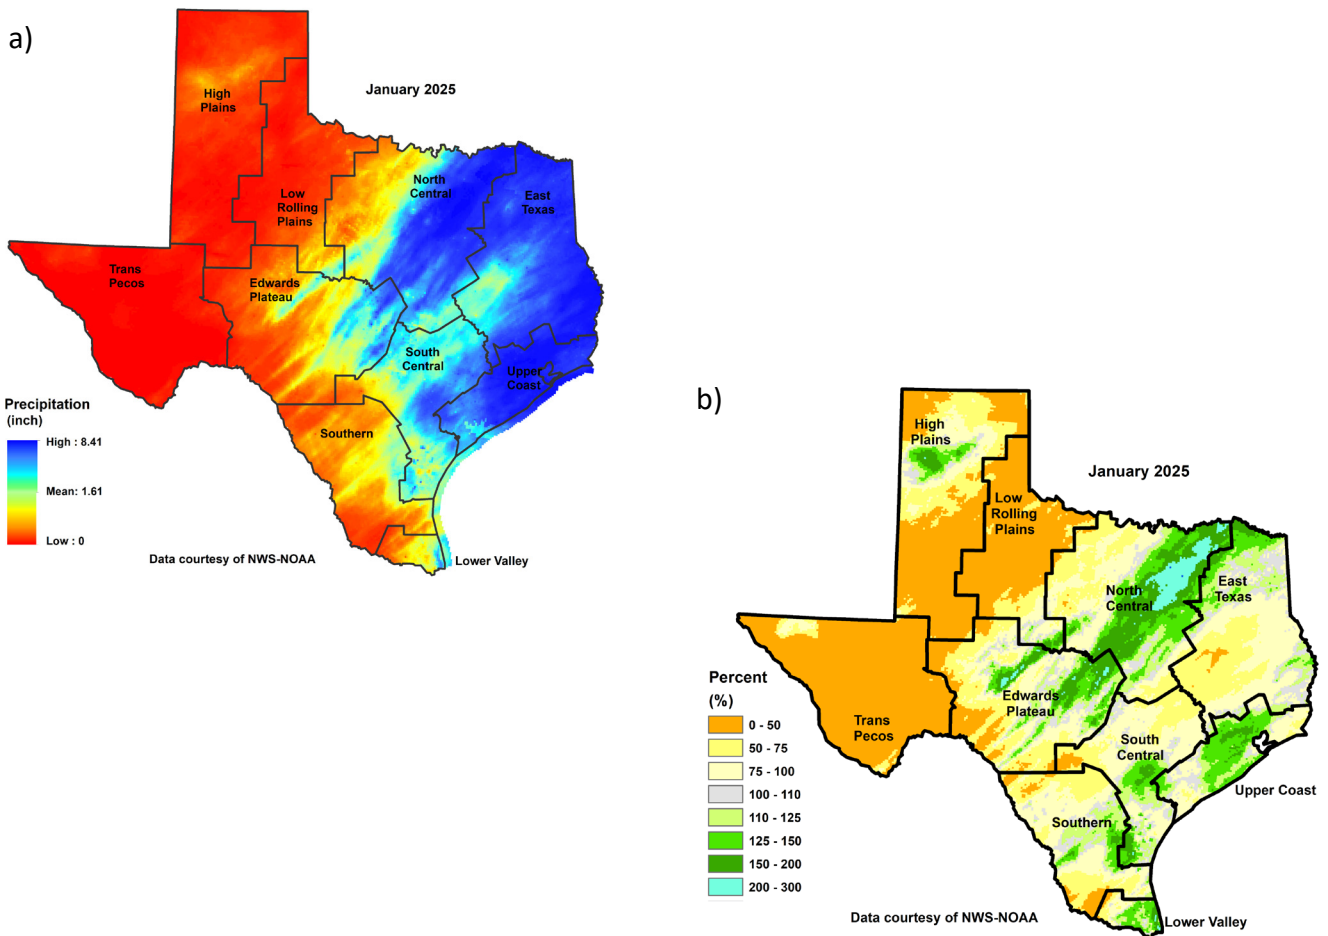 a)
January 2025
High
Plains
North
Central
East
Texas
Low
Rolling
Plains
Trans
Pecos
Edwards
Plateau
South
Central
Upper
Coast
Southern
Precipitation
(inch)
High : 8.41
Mean: 1.61
Low : 0
Data courtesy of NWS-NOAA
Lower Valley
b)
High
Plains
January 2025
Low
Rolling
Plains
North
Central
East
Texas
Edwards
Plateau
Trans
Pecos
South
Central
Upper Coast
Southern
Percent
(%)
0 - 50
50 - 75
75 - 100
100 - 110
110 - 125
125 - 150
150 - 200
200 - 300
Data courtesy of NWS-NOAA
Lower Valley